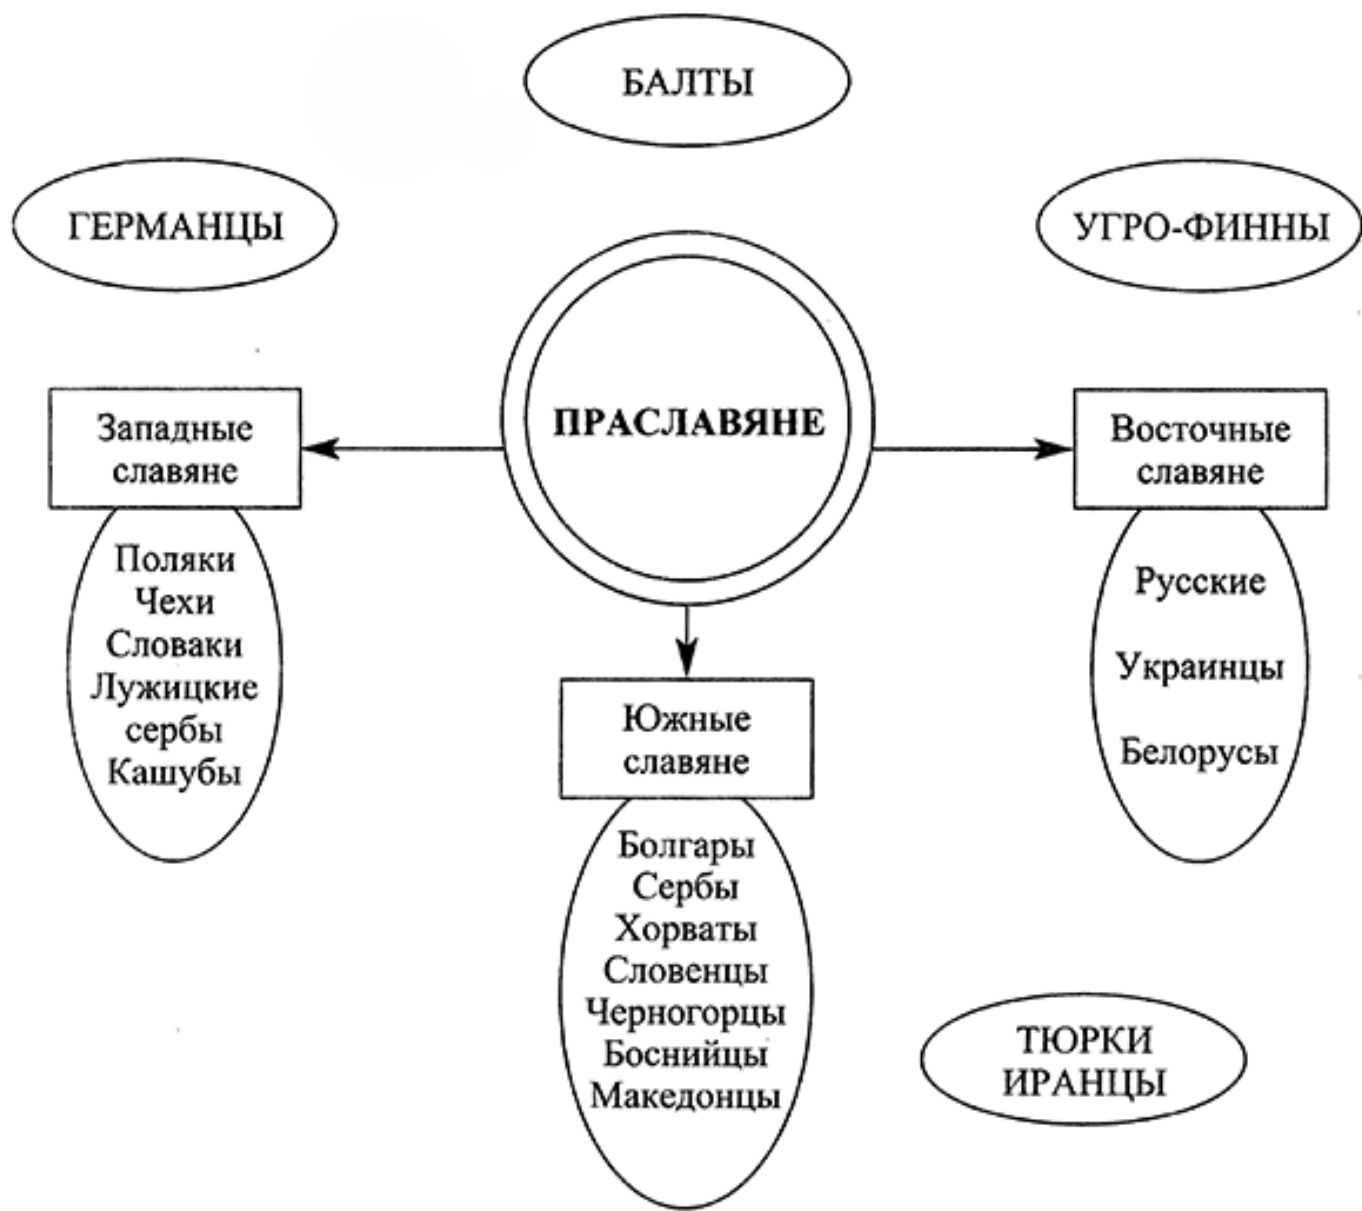 БАЛТЫ
ГЕРМАНЦЫ
УГРО-ФИННЫ
ПРАСЛАВЯНЕ
Западные
славяне
Поляки
Чехи
Словаки
Лужицкие
сербы
Кашубы
Южные
славяне
Болгары
Сербы
Хорваты
Словенцы
Черногорцы
Боснийцы
Македонцы
Восточные
славяне
Русские
Украинцы
Белорусы
ТЮРКИ
ИРАНЦЫ